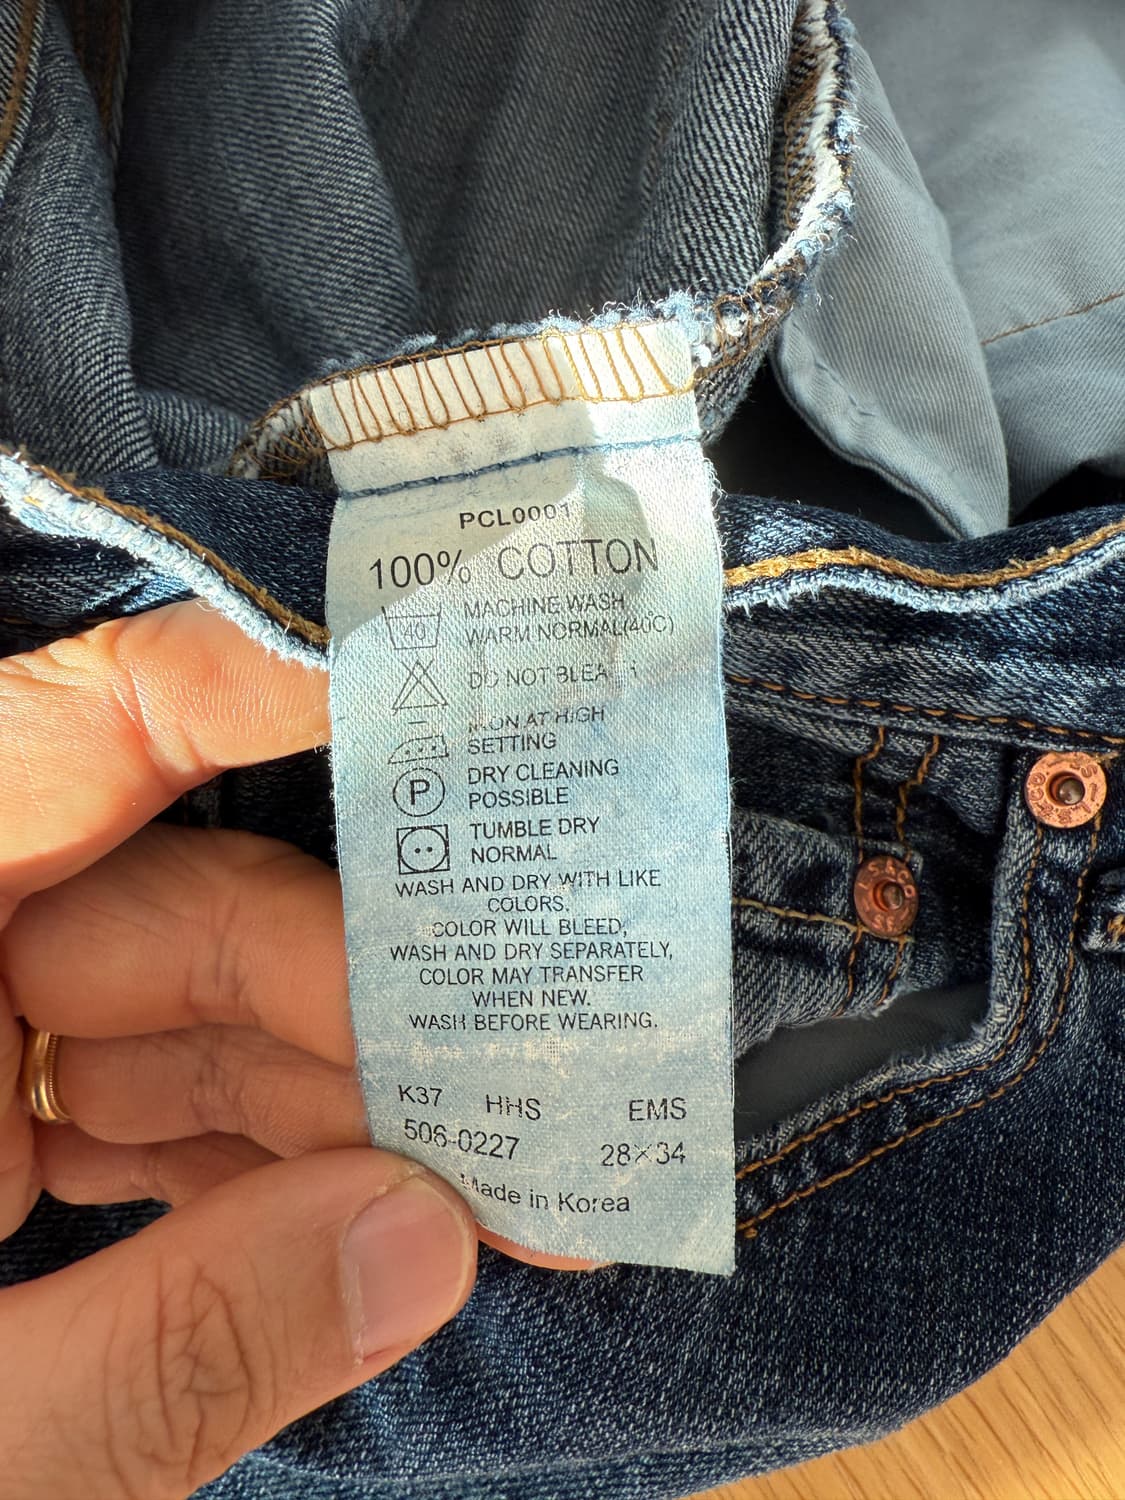 PCL0001
100% COTTON
40
MACHINE WASH
WARM NORMAL(40C)
DO NOT
IRON AT HIGH
SETTING
P
DRY CLEANING
POSSIBLE
TUMBLE DRY
NORMAL
WASH AND DRY WITH LIKE
COLORS.
COLOR WILL BLEED,
WASH AND DRY SEPARATELY,
COLOR MAY TRANSFER
WHEN NEW.
WASH BEFORE WEARING.
K37 HHS EMS
506-0227 28×34
Made in Korea